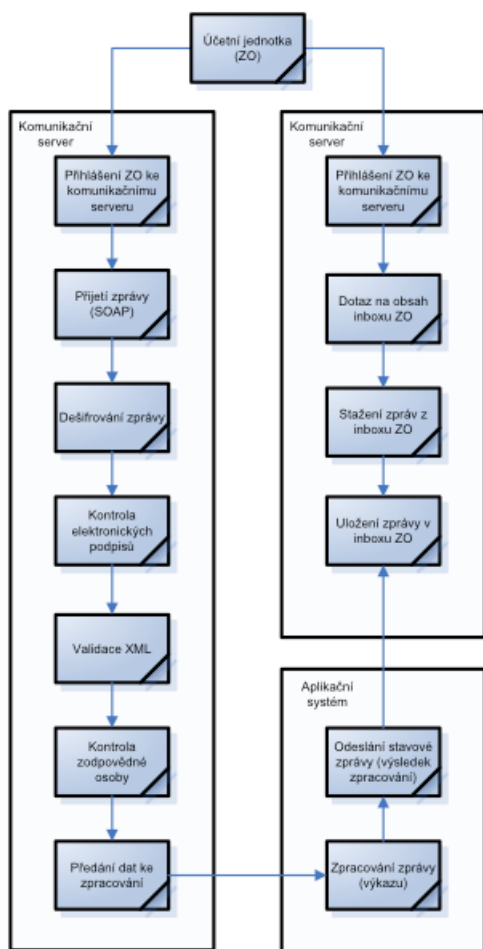 Účetní jednotka
(ZO)
Komunikační
server
Přihlášení ZO ke
komunikačnímu
serveru
Přijetí zprávy
(SOAP)
Dešifrování zprávy
Kontrola
elektronických
podpisů
Validace XML
Kontrola
zodpovědné
osoby
Předání dat ke
zpracování
Komunikační
server
Přihlášení ZO ke
komunikačnímu
serveru
Dotaz na obsah
inboxu ZO
Stažení zpráv z
inboxu ZO
Uložení zprávy v
inboxu ZO
Aplikační
systém
Odeslání stavové
zprávy (výsledek
zpracování)
Zpracování zprávy
(výkazu)